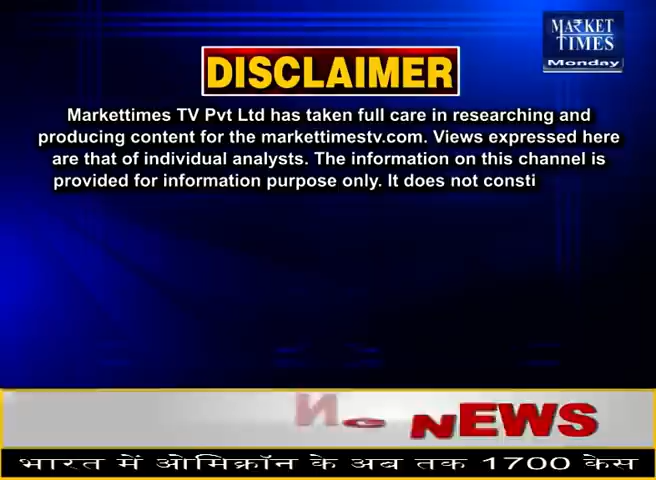 MARKET
TIMES
Monday
DISCLAIMER
Markettimes TV Pvt Ltd has taken full care in researching and
producing content for the markettimestv.com. Views expressed here
are that of individual analysts. The information on this channel is
provided for information purpose only. It does not consti
NEWS
भारत में ओमिक्रॉन के अब तक 1700 केस